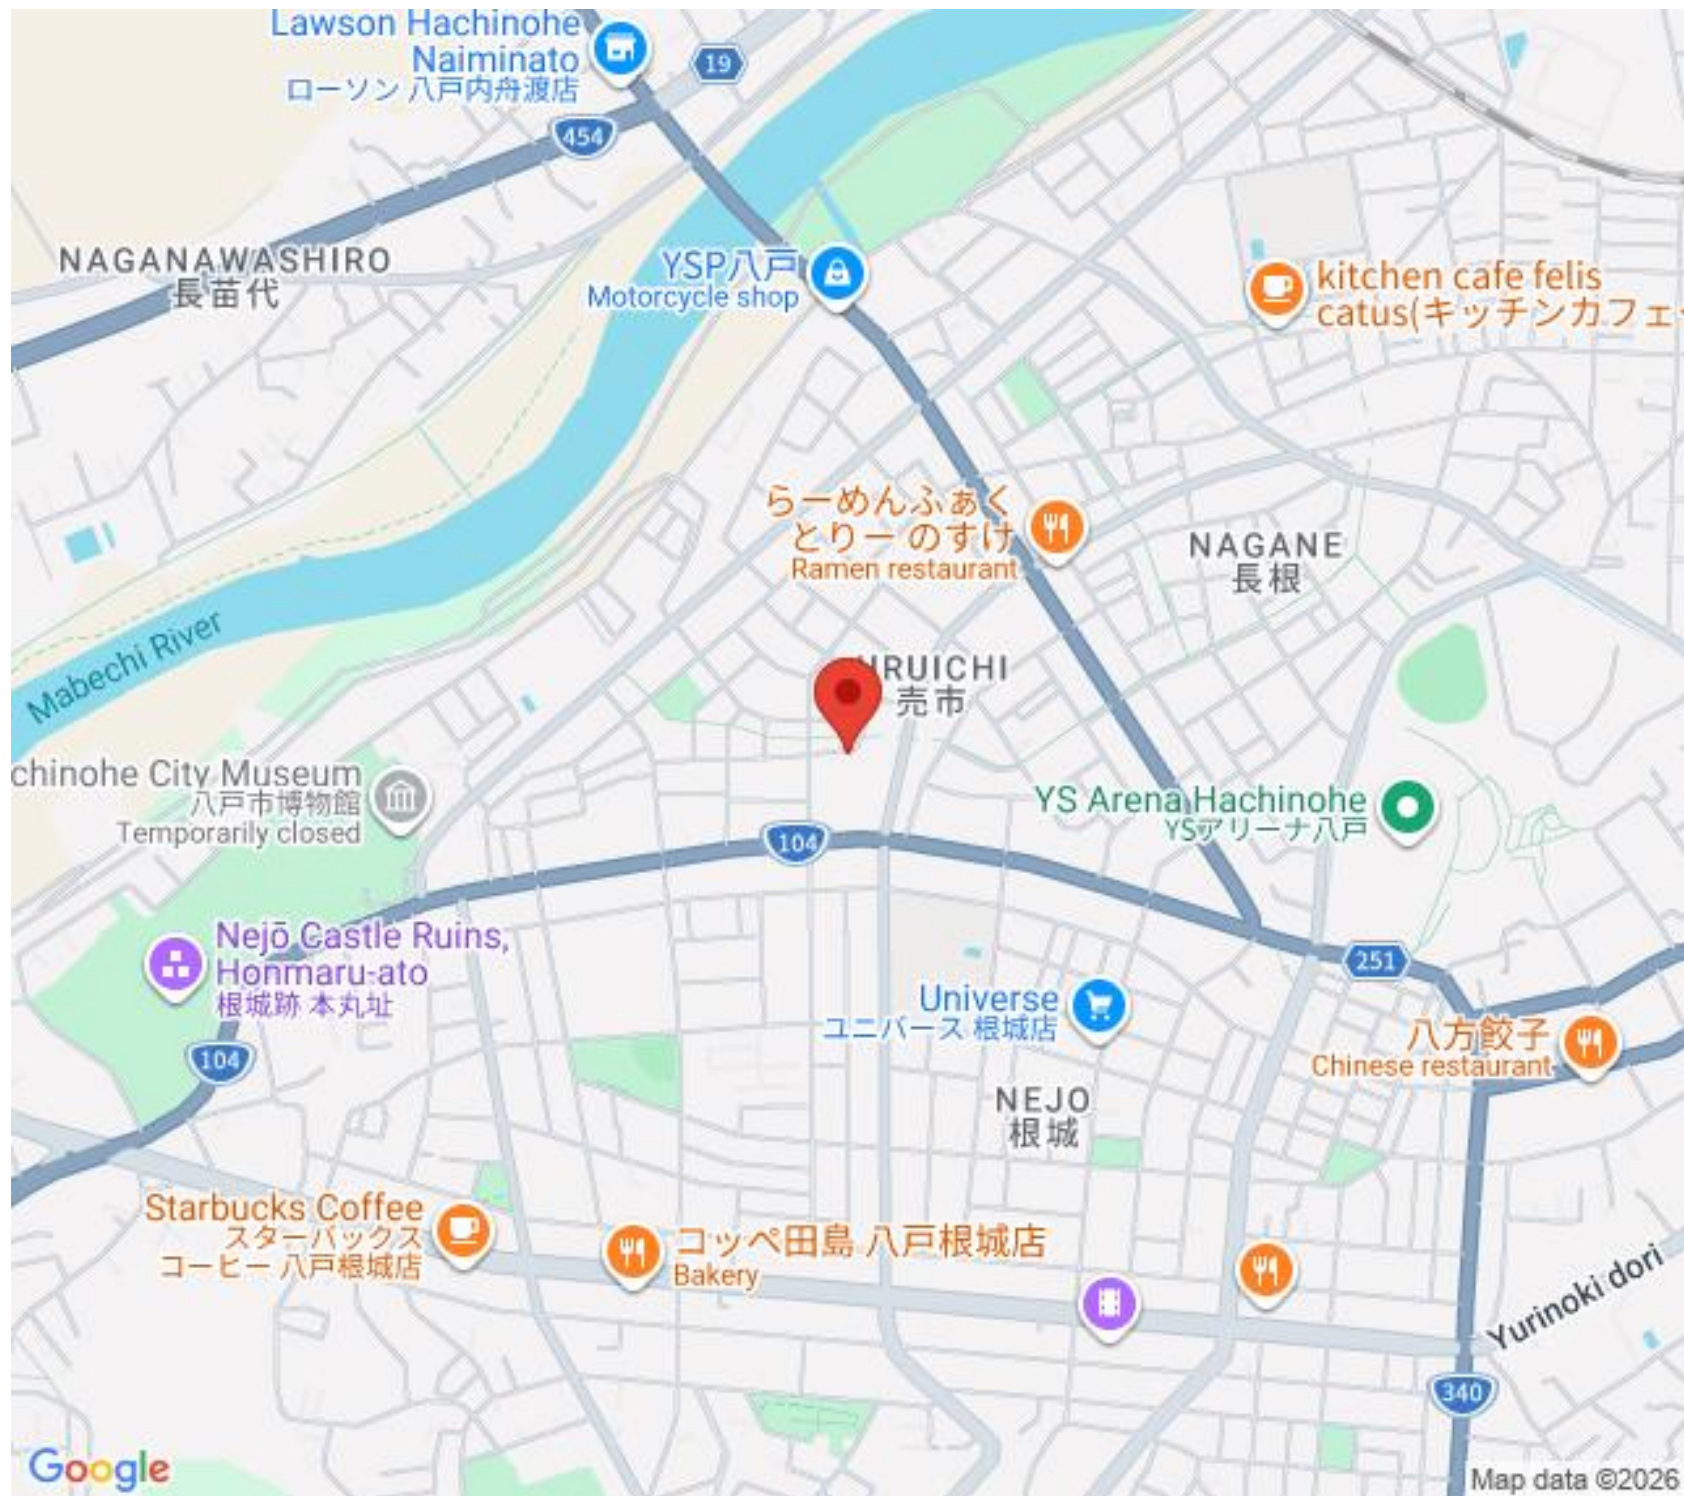 Lawson Hachinohe
Naiminato
ローソン 八戸内舟渡店
19
454
NAGANAWASHIRO
長苗代
YSP八戸
Motorcycle shop
kitchen cafe felis
catus(キッチンカフェ
らーめんふぁく
とりー のすけ
Ramen restaurant
NAGANE
長根
Mabechi River
URUICHI
売市
chinohe City Museum
八戸市博物館
Temporarily closed
YS Arena Hachinohe
YSアリーナ八戸
104
Nejō Castle Ruins,
Honmaru-ato
根城跡 本丸址
251
Universe
ユニバース 根城店
104
八方餃子
Chinese restaurant
NEJO
根城
Starbucks Coffee
スターバックス
コーヒー 八戸根城店
コッペ田島 八戸根城店
Bakery
Yurinoki dori
340
Google
Map data ©2026